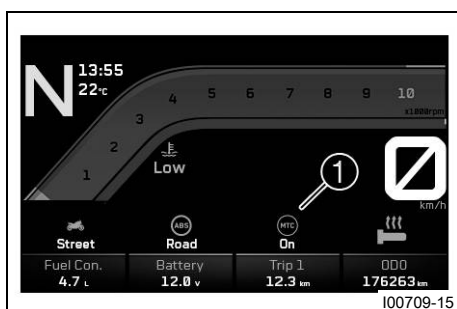 N 13:55
22°C
1 2 3 4 5 6 7 8 9 10
x1000rpm
Low
1
0
km/h
ABS MTC
Street Road On
Fuel Con. Battery Trip 1 ODO
4.7 L 12.0 V 12.3 km 176263 km
I00709-15